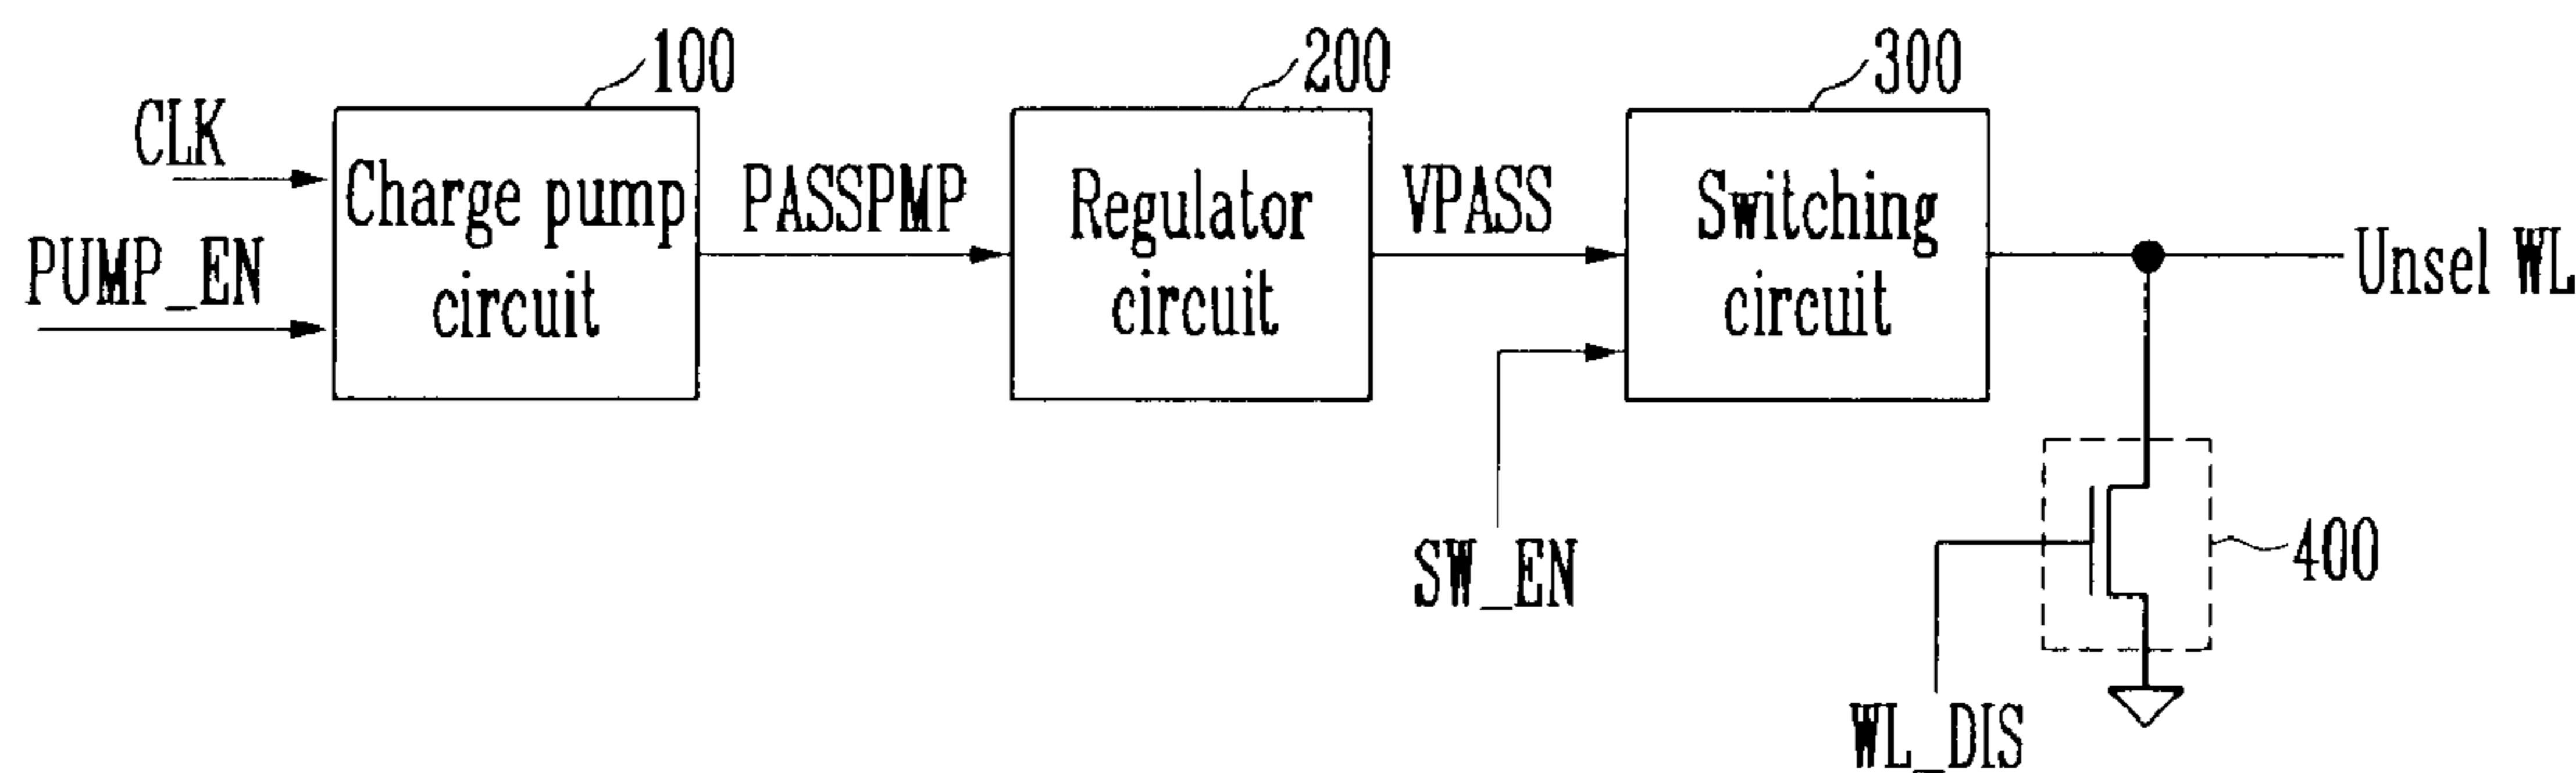 100
200
300
CLK
PUMP_EN
Charge pump
circuit
PASSPMP
Regulator
circuit
VPASS
Switching
circuit
Unsel WL
SW_EN
400
WL_DIS